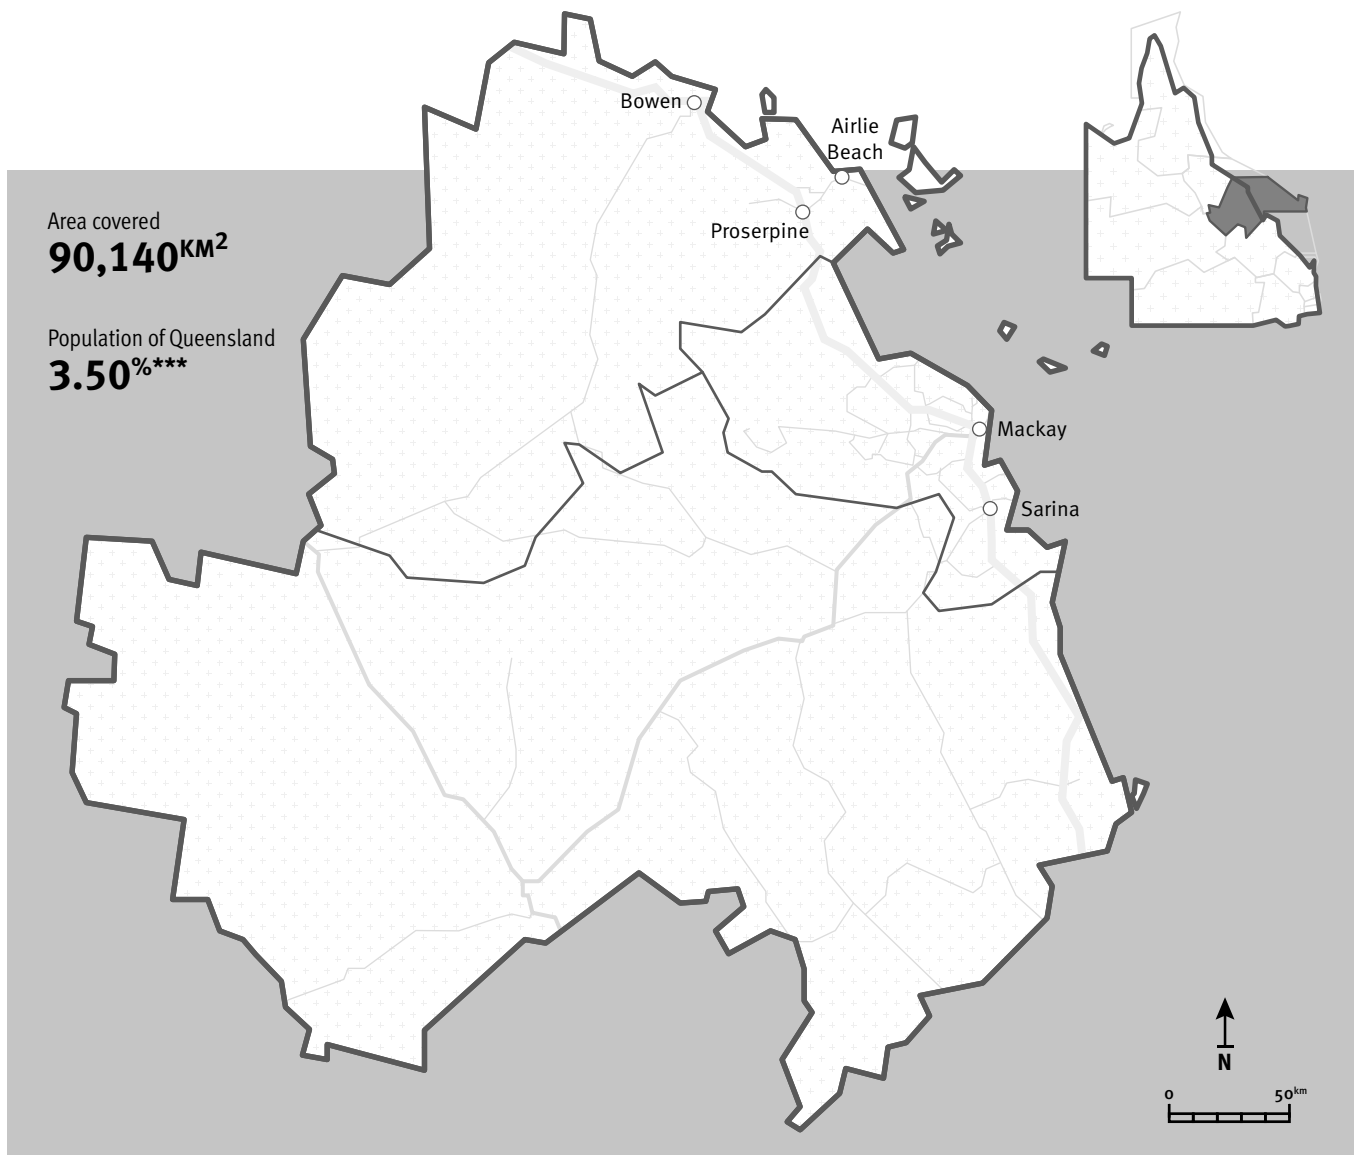 Bowen
Airlie
Beach
Proserpine
Area covered
90,140KM2
Population of Queensland
3.50%***
Mackay
Sarina
N
0 50km